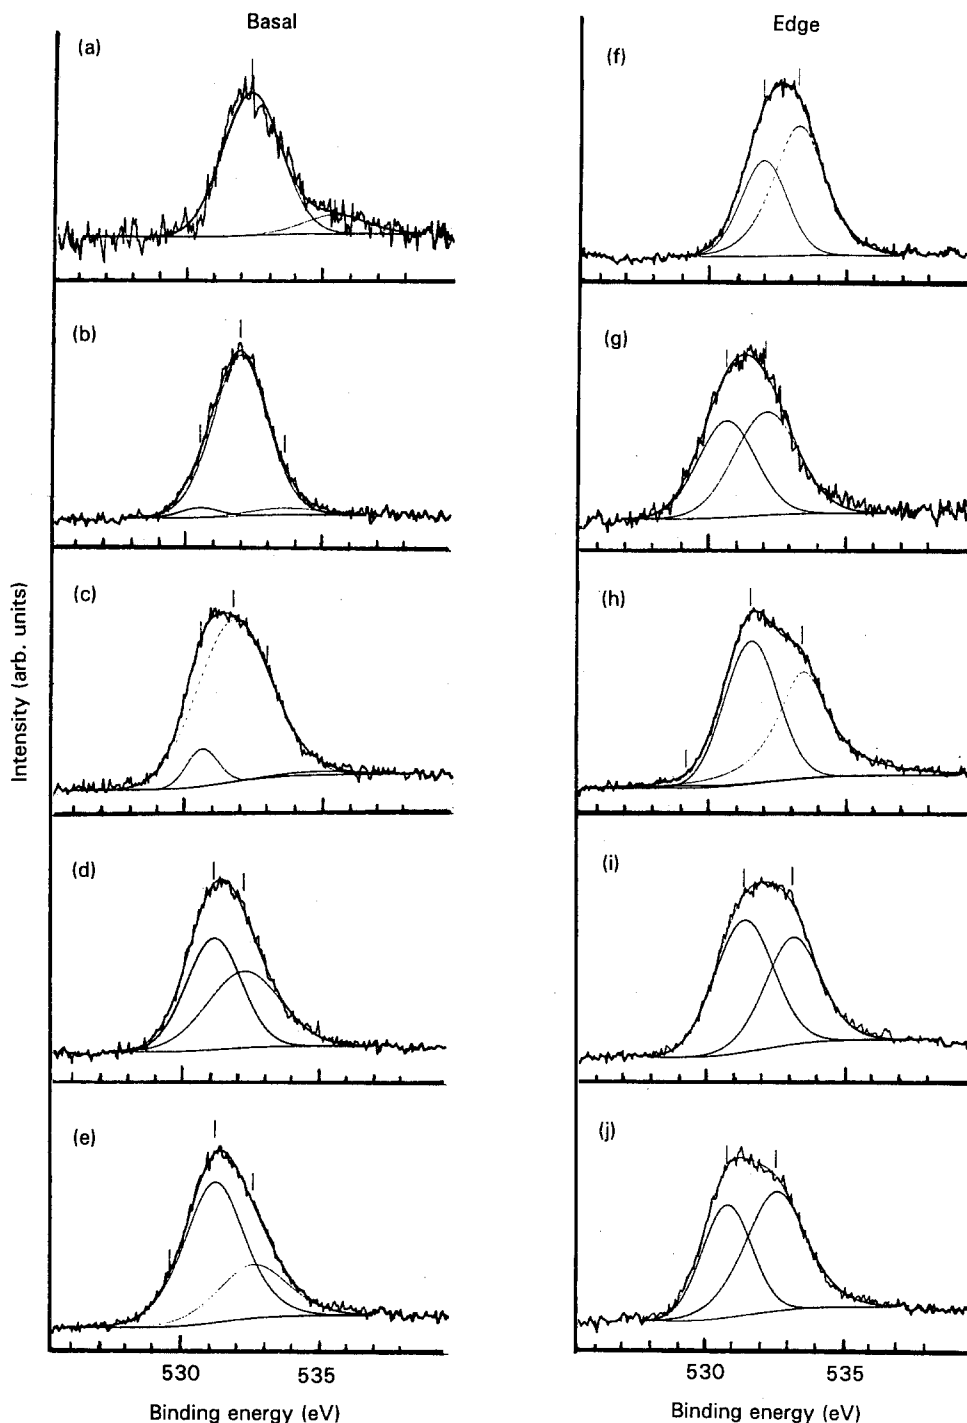 Basal
Edge
(a)
(f)
(b)
(g)
(c)
(h)
Intensity (arb. units)
(d)
(i)
(e)
(j)
530
535
530
535
Binding energy (eV)
Binding energy (eV)